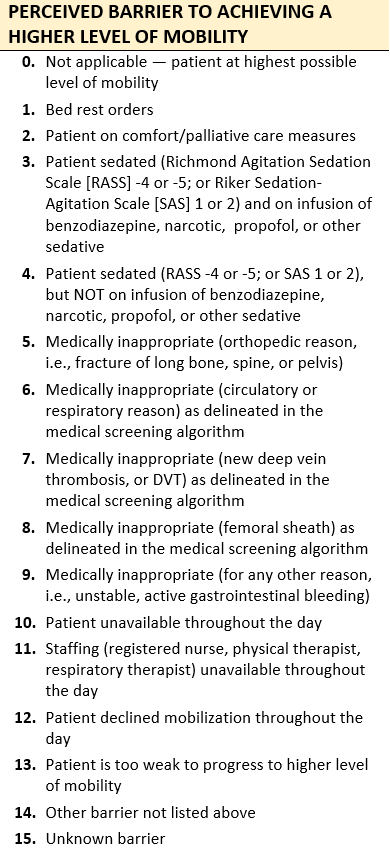 PERCEIVED BARRIER TO ACHIEVING A
HIGHER LEVEL OF MOBILITY
0. Not applicable — patient at highest possible
level of mobility
1. Bed rest orders
2. Patient on comfort/palliative care measures
3. Patient sedated (Richmond Agitation Sedation
Scale [RASS] -4 or -5; or Riker Sedation-
Agitation Scale [SAS] 1 or 2) and on infusion of
benzodiazepine, narcotic, propofol, or other
sedative
4. Patient sedated (RASS -4 or -5; or SAS 1 or 2),
but NOT on infusion of benzodiazepine,
narcotic, propofol, or other sedative
5. Medically inappropriate (orthopedic reason,
i.e., fracture of long bone, spine, or pelvis)
6. Medically inappropriate (circulatory or
respiratory reason) as delineated in the
medical screening algorithm
7. Medically inappropriate (new deep vein
thrombosis, or DVT) as delineated in the
medical screening algorithm
8. Medically inappropriate (femoral sheath) as
delineated in the medical screening algorithm
9. Medically inappropriate (for any other reason,
i.e., unstable, active gastrointestinal bleeding)
10. Patient unavailable throughout the day
11. Staffing (registered nurse, physical therapist,
respiratory therapist) unavailable throughout
the day
12. Patient declined mobilization throughout the
day
13. Patient is too weak to progress to higher level
of mobility
14. Other barrier not listed above
15. Unknown barrier